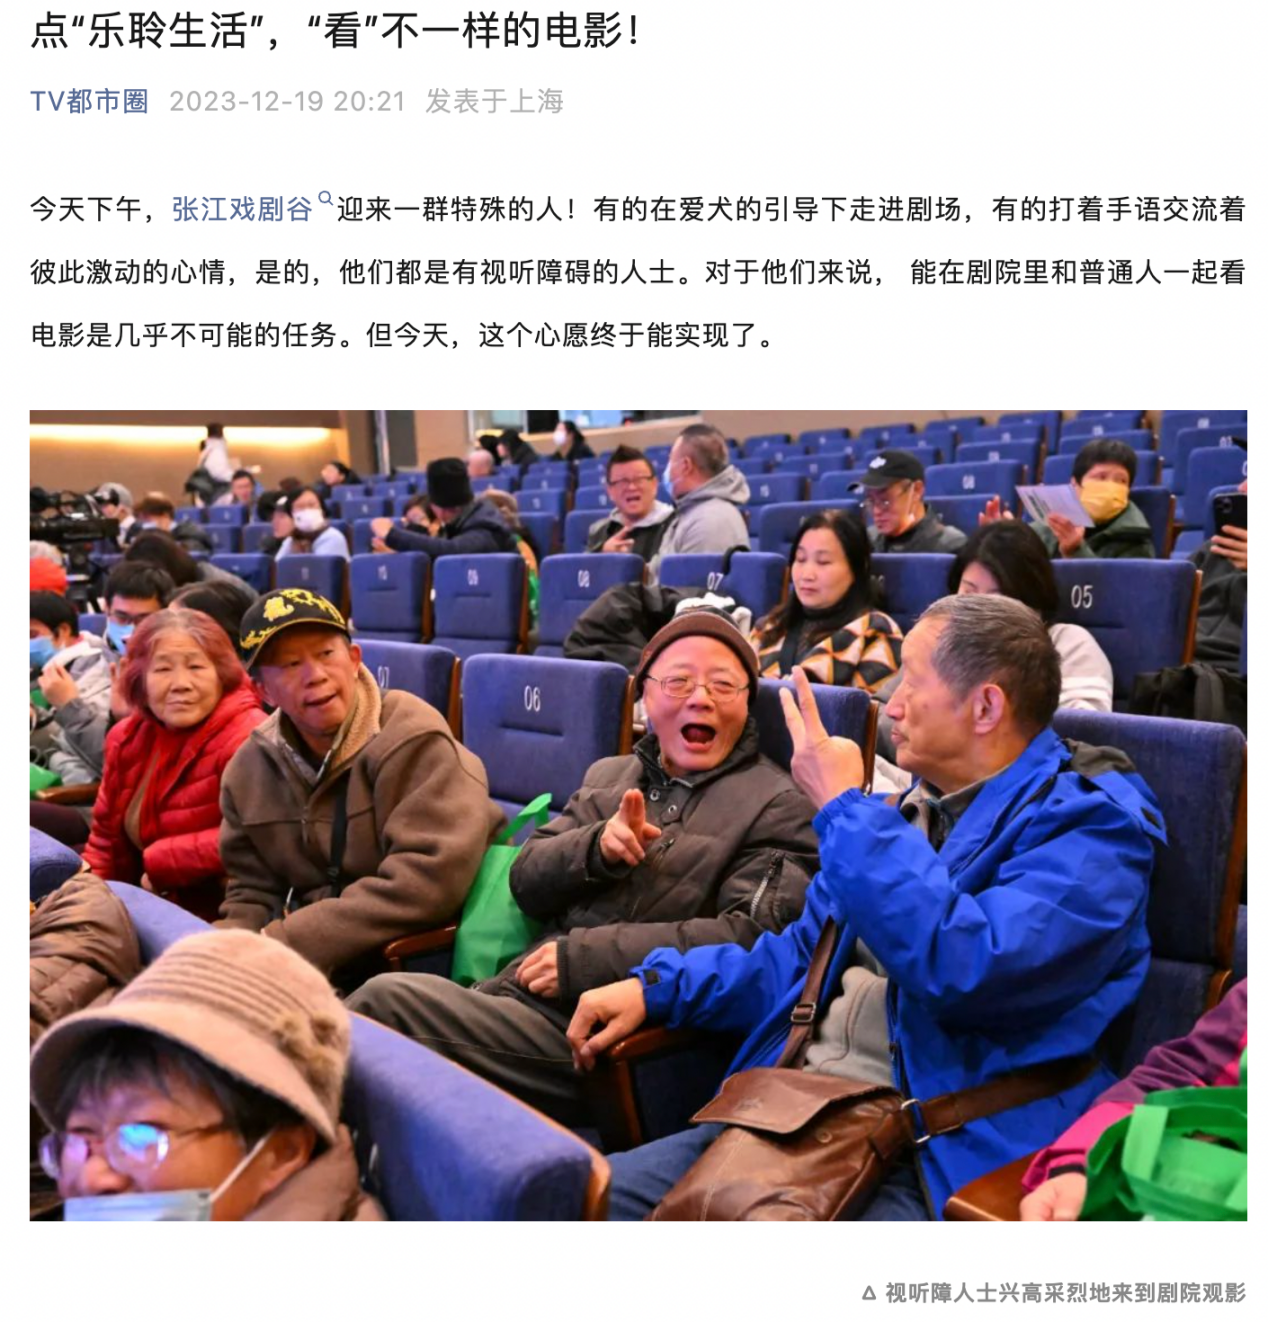 点“乐聆生活”，“看”不一样的电影！
TV都市圈 2023-12-19 20:21 发表于上海
今天下午，张江戏剧谷迎来一群特殊的人！有的在爱犬的引导下走进剧场，有的打着手语交流着
彼此激动的心情，是的，他们都是有视听障碍的人士。对于他们来说， 能在剧院里和普通人一起看
电影是几乎不可能的任务。但今天，这个心愿终于能实现了。
08
11
10
09
08
07
05
07
06
△ 视听障人士兴高采烈地来到剧院观影